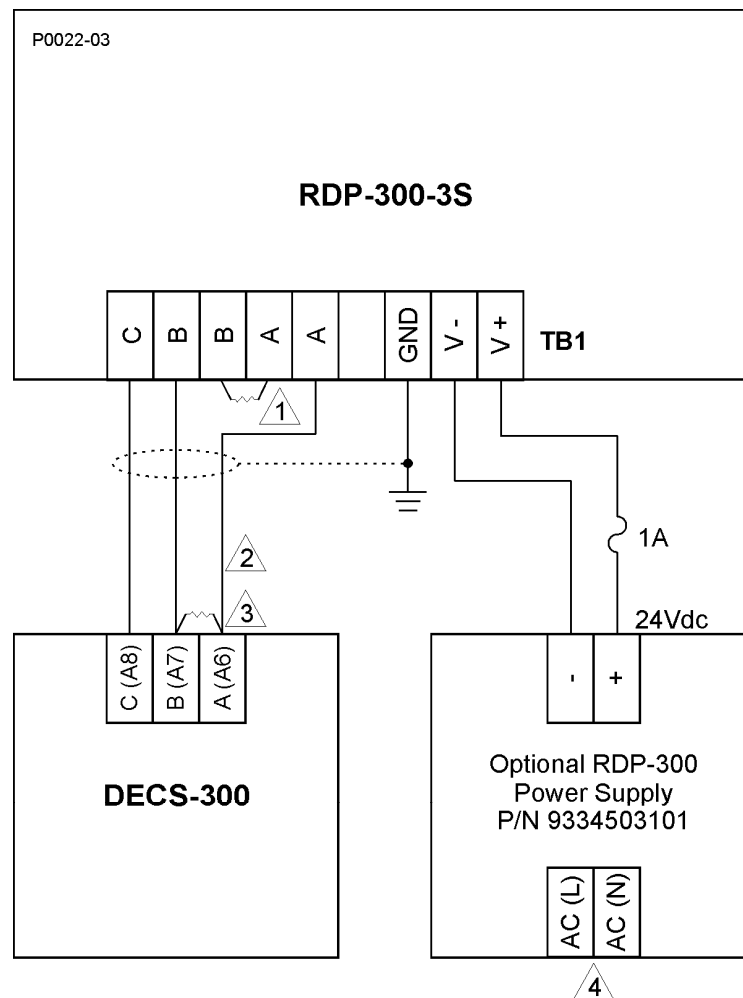 P0022-03
RDP-300-3S
C B B A A GND V - V +
TB1
1
2
1A
3
24Vdc
C (A8) B (A7) A (A6)
- +
DECS-300
Optional RDP-300
Power Supply
P/N 9334503101
AC (L) AC (N)
4